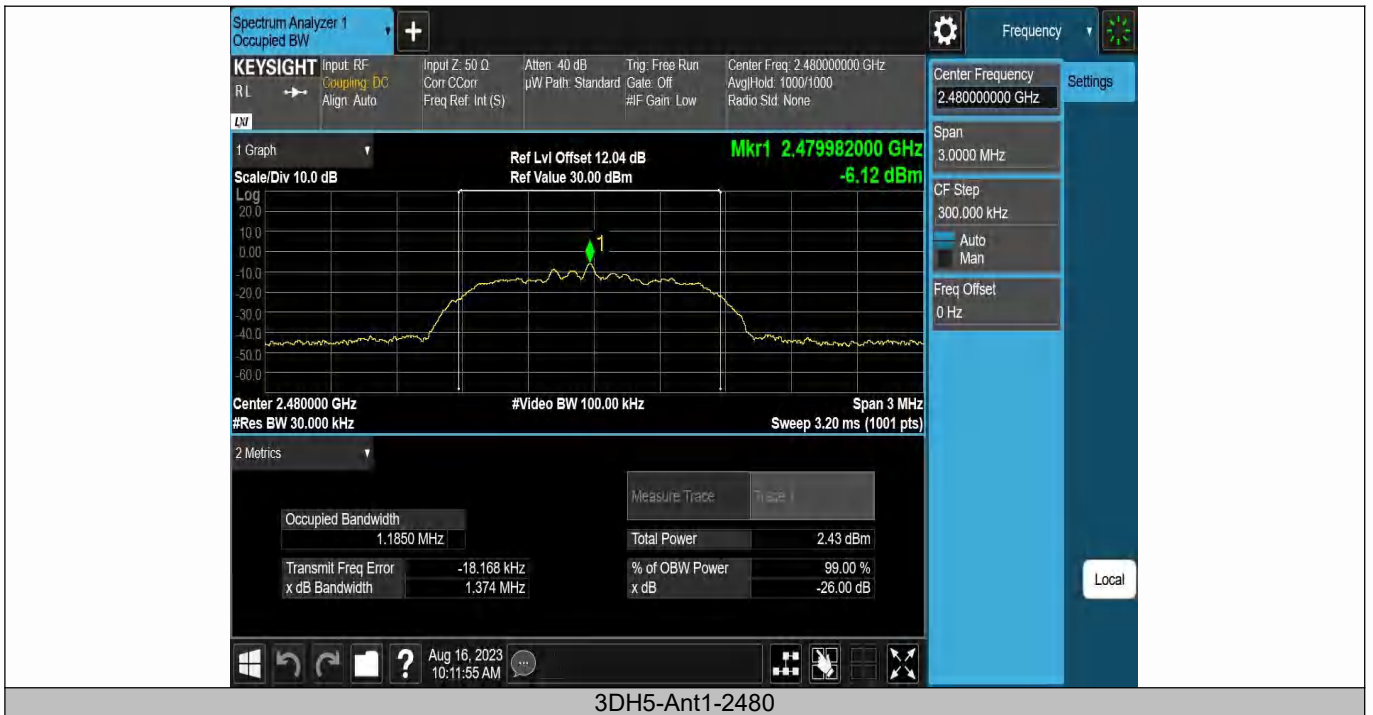 Spectrum Analyzer 1
Occupied BW
+
Frequency
KEYSIGHT
R L
LXI
Input: RF
Coupling: DC
Align: Auto
Input Z: 50 Ω
Corr CCorr
Freq Ref: Int (S)
Atten: 40 dB
µW Path: Standard
Trig: Free Run
Gate: Off
#IF Gain: Low
Center Freq: 2.480000000 GHz
Avg|Hold: 1000/1000
Radio Std: None
Center Frequency
2.480000000 GHz
Settings
Span
3.0000 MHz
CF Step
300.000 kHz
Auto
Man
Freq Offset
0 Hz
Local
1 Graph
Scale/Div 10.0 dB
Ref Lvl Offset 12.04 dB
Ref Value 30.00 dBm
Mkr1 2.479982000 GHz
-6.12 dBm
Log
20.0
10.0
0.00
-10.0
-20.0
-30.0
-40.0
-50.0
-60.0
1
Center 2.480000 GHz
#Res BW 30.000 kHz
#Video BW 100.00 kHz
Span 3 MHz
Sweep 3.20 ms (1001 pts)
2 Metrics
Measure Trace Trace 1
Occupied Bandwidth
1.1850 MHz
Total Power 2.43 dBm
Transmit Freq Error -18.168 kHz
% of OBW Power 99.00 %
x dB Bandwidth 1.374 MHz
x dB -26.00 dB
?
Aug 16, 2023
10:11:55 AM
3DH5-Ant1-2480